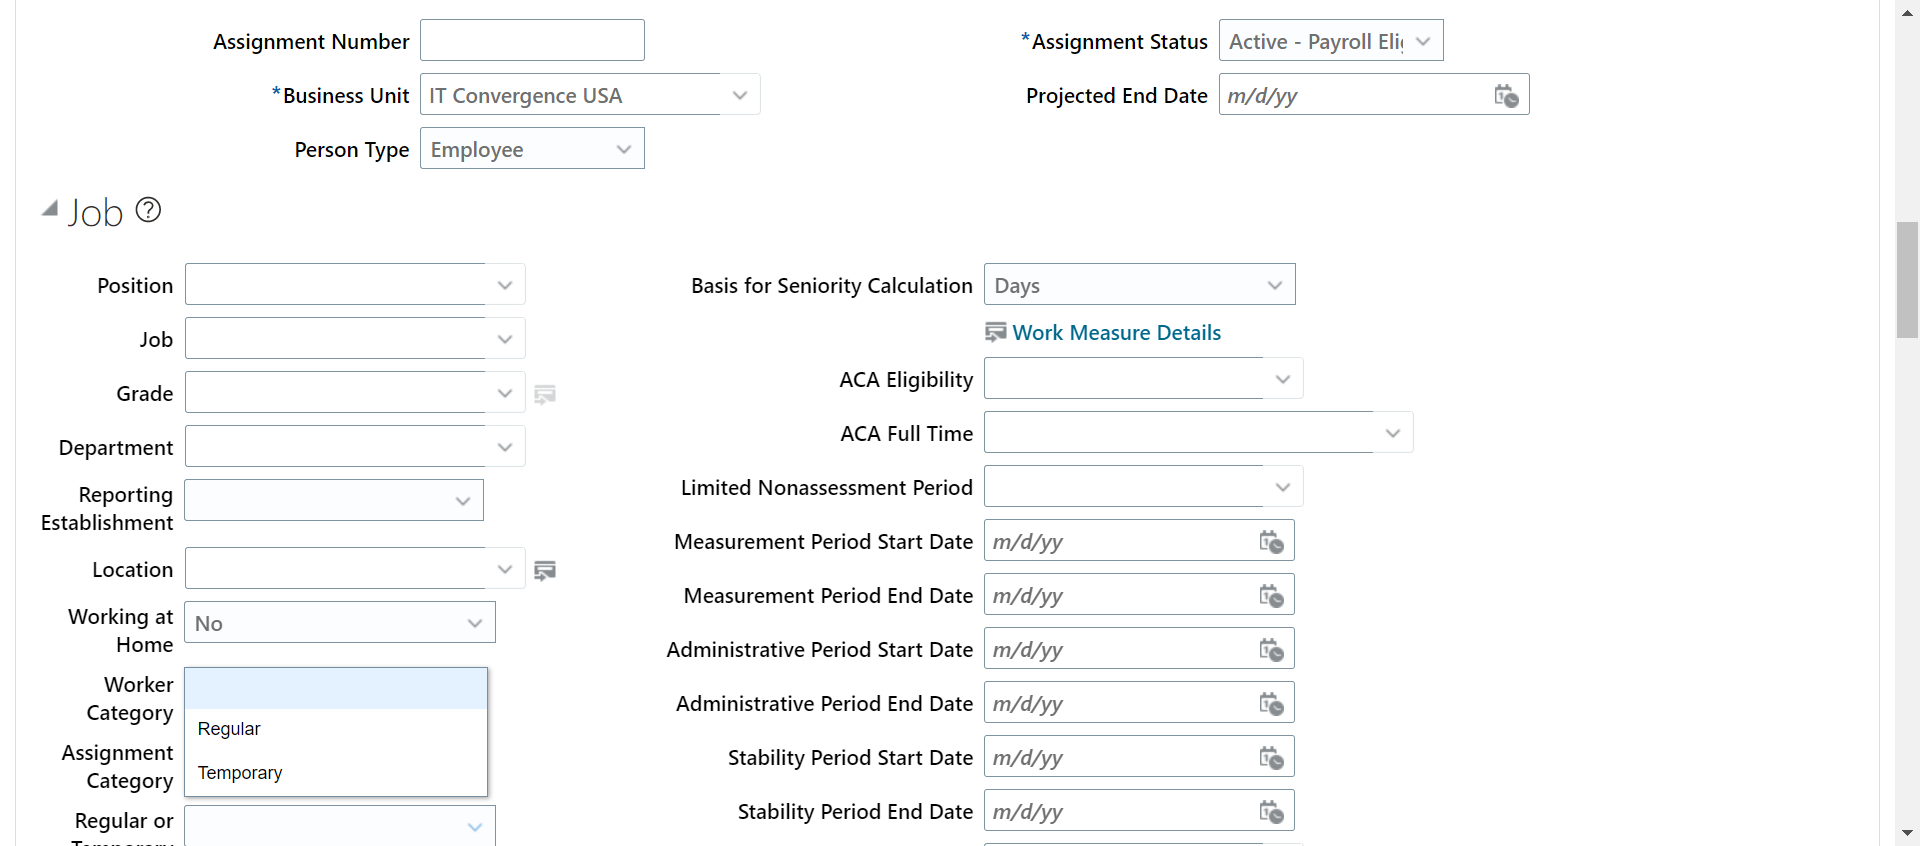 Assignment Number
*Assignment Status Active - Payroll Eli
*Business Unit IT Convergence USA
Projected End Date m/d/yy
Person Type Employee
Job ?
Position
Job
Grade
Department
Reporting
Establishment
Location
Working at
Home No
Worker
Category
Regular
Temporary
Assignment
Category
Regular or
Temporary
Basis for Seniority Calculation Days
Work Measure Details
ACA Eligibility
ACA Full Time
Limited Nonassessment Period
Measurement Period Start Date m/d/yy
Measurement Period End Date m/d/yy
Administrative Period Start Date m/d/yy
Administrative Period End Date m/d/yy
Stability Period Start Date m/d/yy
Stability Period End Date m/d/yy